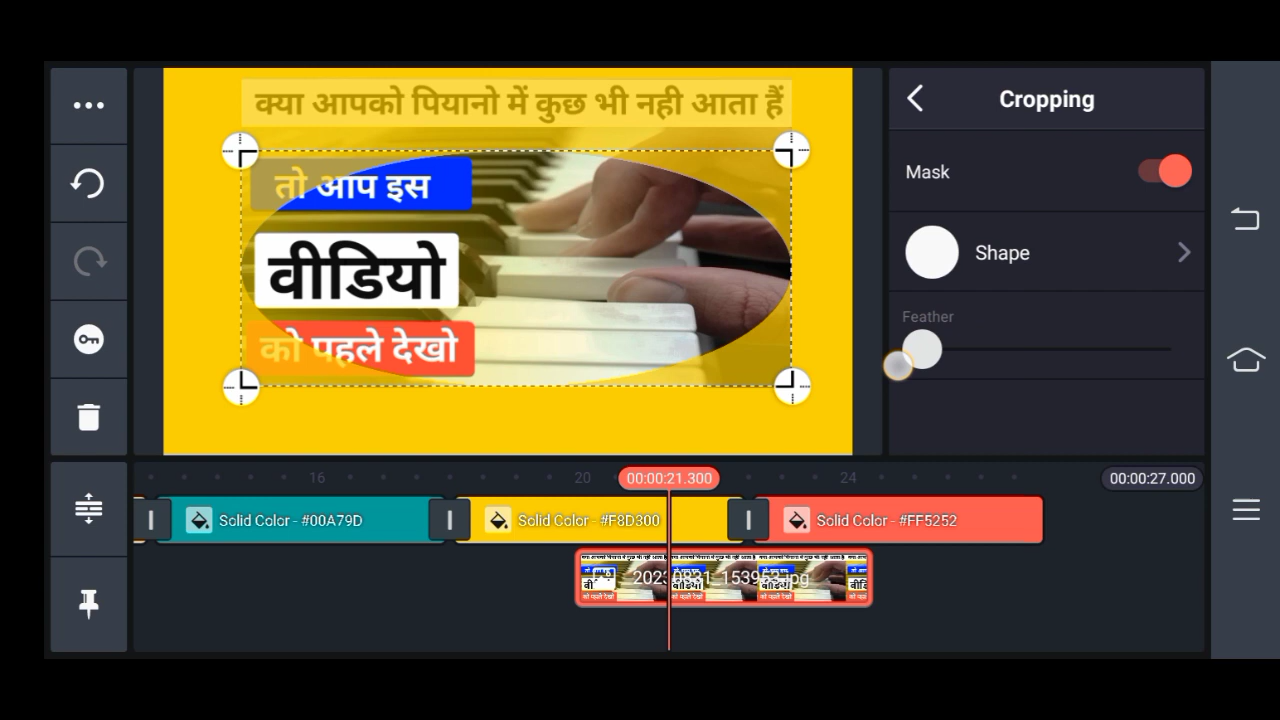 क्या आपको पियानो में कुछ भी नही आता हैं
तो आप इस
वीडियो
को पहले देखो
Cropping
Mask
Shape
Feather
16
20
00:00:21.300
24
00:00:27.000
Solid Color - #00A79D
Solid Color - #F8D300
Solid Color - #FF5252